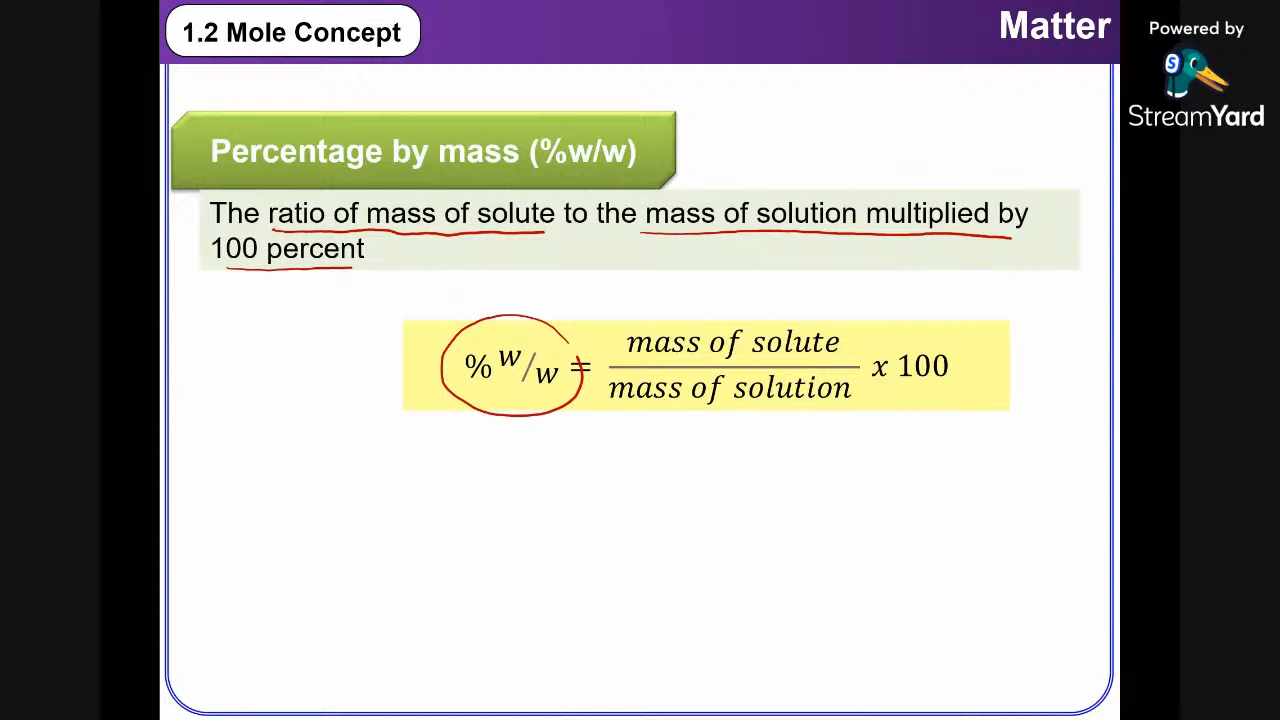 1.2 Mole Concept
Matter
Powered by
S
StreamYard
Percentage by mass (%w/w)
The ratio of mass of solute to the mass of solution multiplied by
100 percent
% w/w = mass of solute / mass of solution x 100